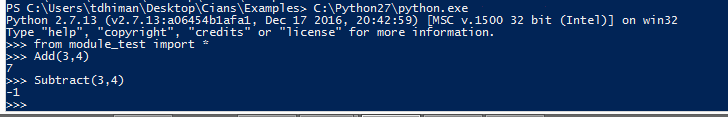 PS C:\Users\tdhiman\Desktop\Cians\Examples> C:\Python27\python.exe
Python 2.7.13 (v2.7.13:a06454b1afa1, Dec 17 2016, 20:42:59) [MSC v.1500 32 bit (Intel)] on win32
Type "help", "copyright", "credits" or "license" for more information.
>>> from module_test import *
>>> Add(3,4)
7
>>> Subtract(3,4)
-1
>>>